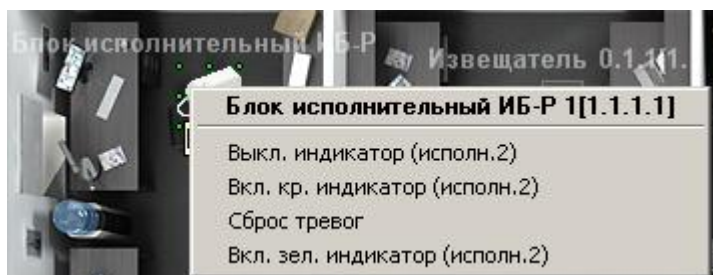 Блок исполнительный ИБ-Р
Извещатель 0.1.1.1.
Блок исполнительный ИБ-Р 1[1.1.1.1]
Выкл. индикатор (исполн.2)
Вкл. кр. индикатор (исполн.2)
Сброс тревог
Вкл. зел. индикатор (исполн.2)